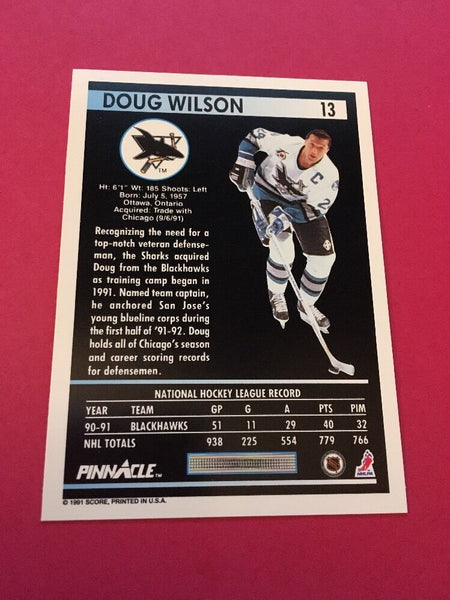 DOUG WILSON 13
TM
Ht: 6'1" Wt: 185 Shoots: Left
Born: July 5, 1957
Ottawa, Ontario
Acquired: Trade with
Chicago (9/6/91)
Recognizing the need for a
top-notch veteran defense-
man, the Sharks acquired
Doug from the Blackhawks
as training camp began in
1991. Named team captain,
he anchored San Jose's
young blueline corps during
the first half of '91-92. Doug
holds all of Chicago's season
and career scoring records
for defensemen.
C
NATIONAL HOCKEY LEAGUE RECORD
YEAR TEAM GP G A PTS PIM
90-91 BLACKHAWKS 51 11 29 40 32
NHL TOTALS 938 225 554 779 766
PINNACLE TM
NHL
NHLPA
© 1991 SCORE, PRINTED IN U.S.A.